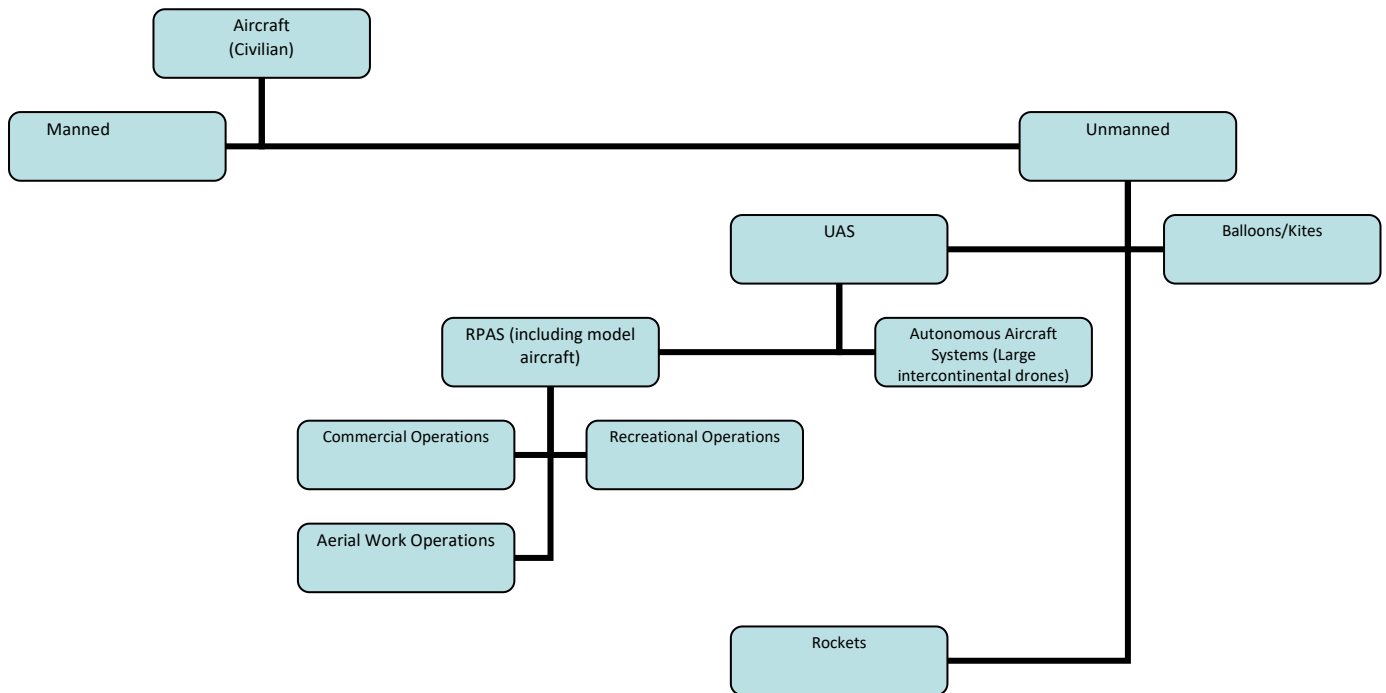 Aircraft
(Civilian)
Manned
Unmanned
UAS
Balloons/Kites
RPAS (including model
aircraft)
Autonomous Aircraft
Systems (Large
intercontinental drones)
Commercial Operations
Recreational Operations
Aerial Work Operations
Rockets